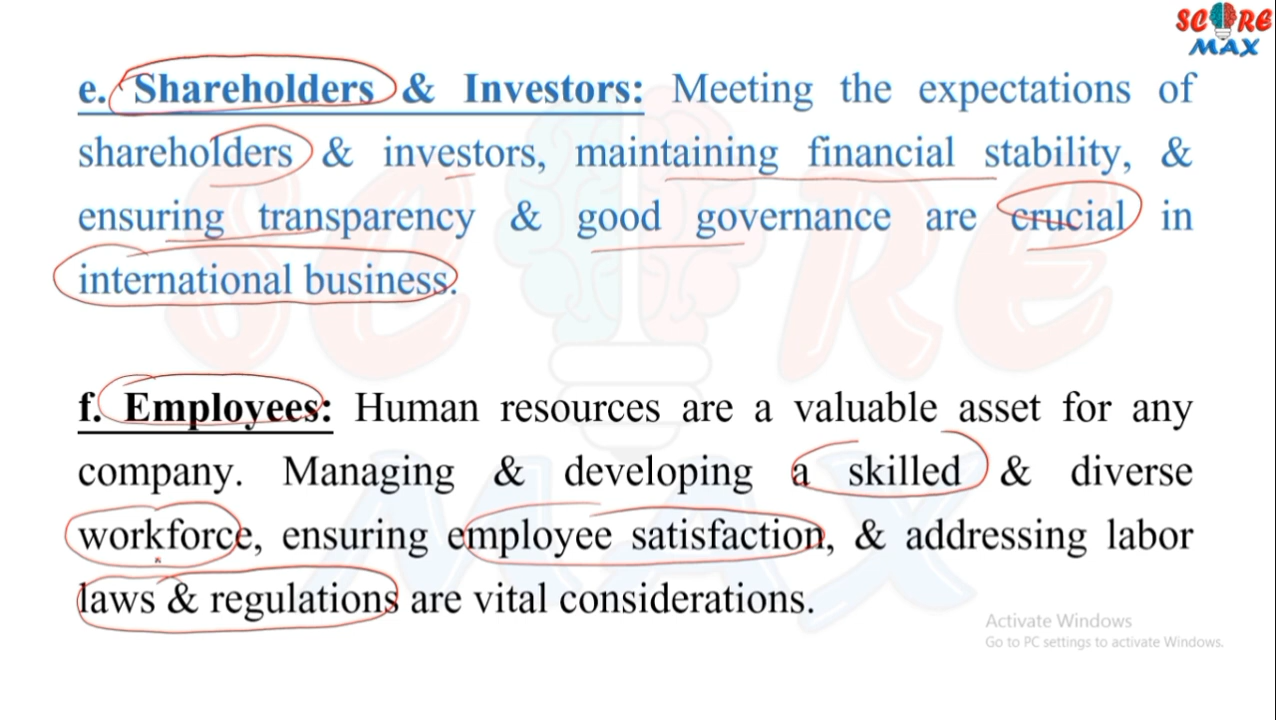 SCORE
MAX
e. Shareholders & Investors: Meeting the expectations of
shareholders & investors, maintaining financial stability, &
ensuring transparency & good governance are crucial in
international business.
f. Employees: Human resources are a valuable asset for any
company. Managing & developing a skilled & diverse
workforce, ensuring employee satisfaction, & addressing labor
laws & regulations are vital considerations.
SCORE
MAX
Activate Windows
Go to PC settings to activate Windows.